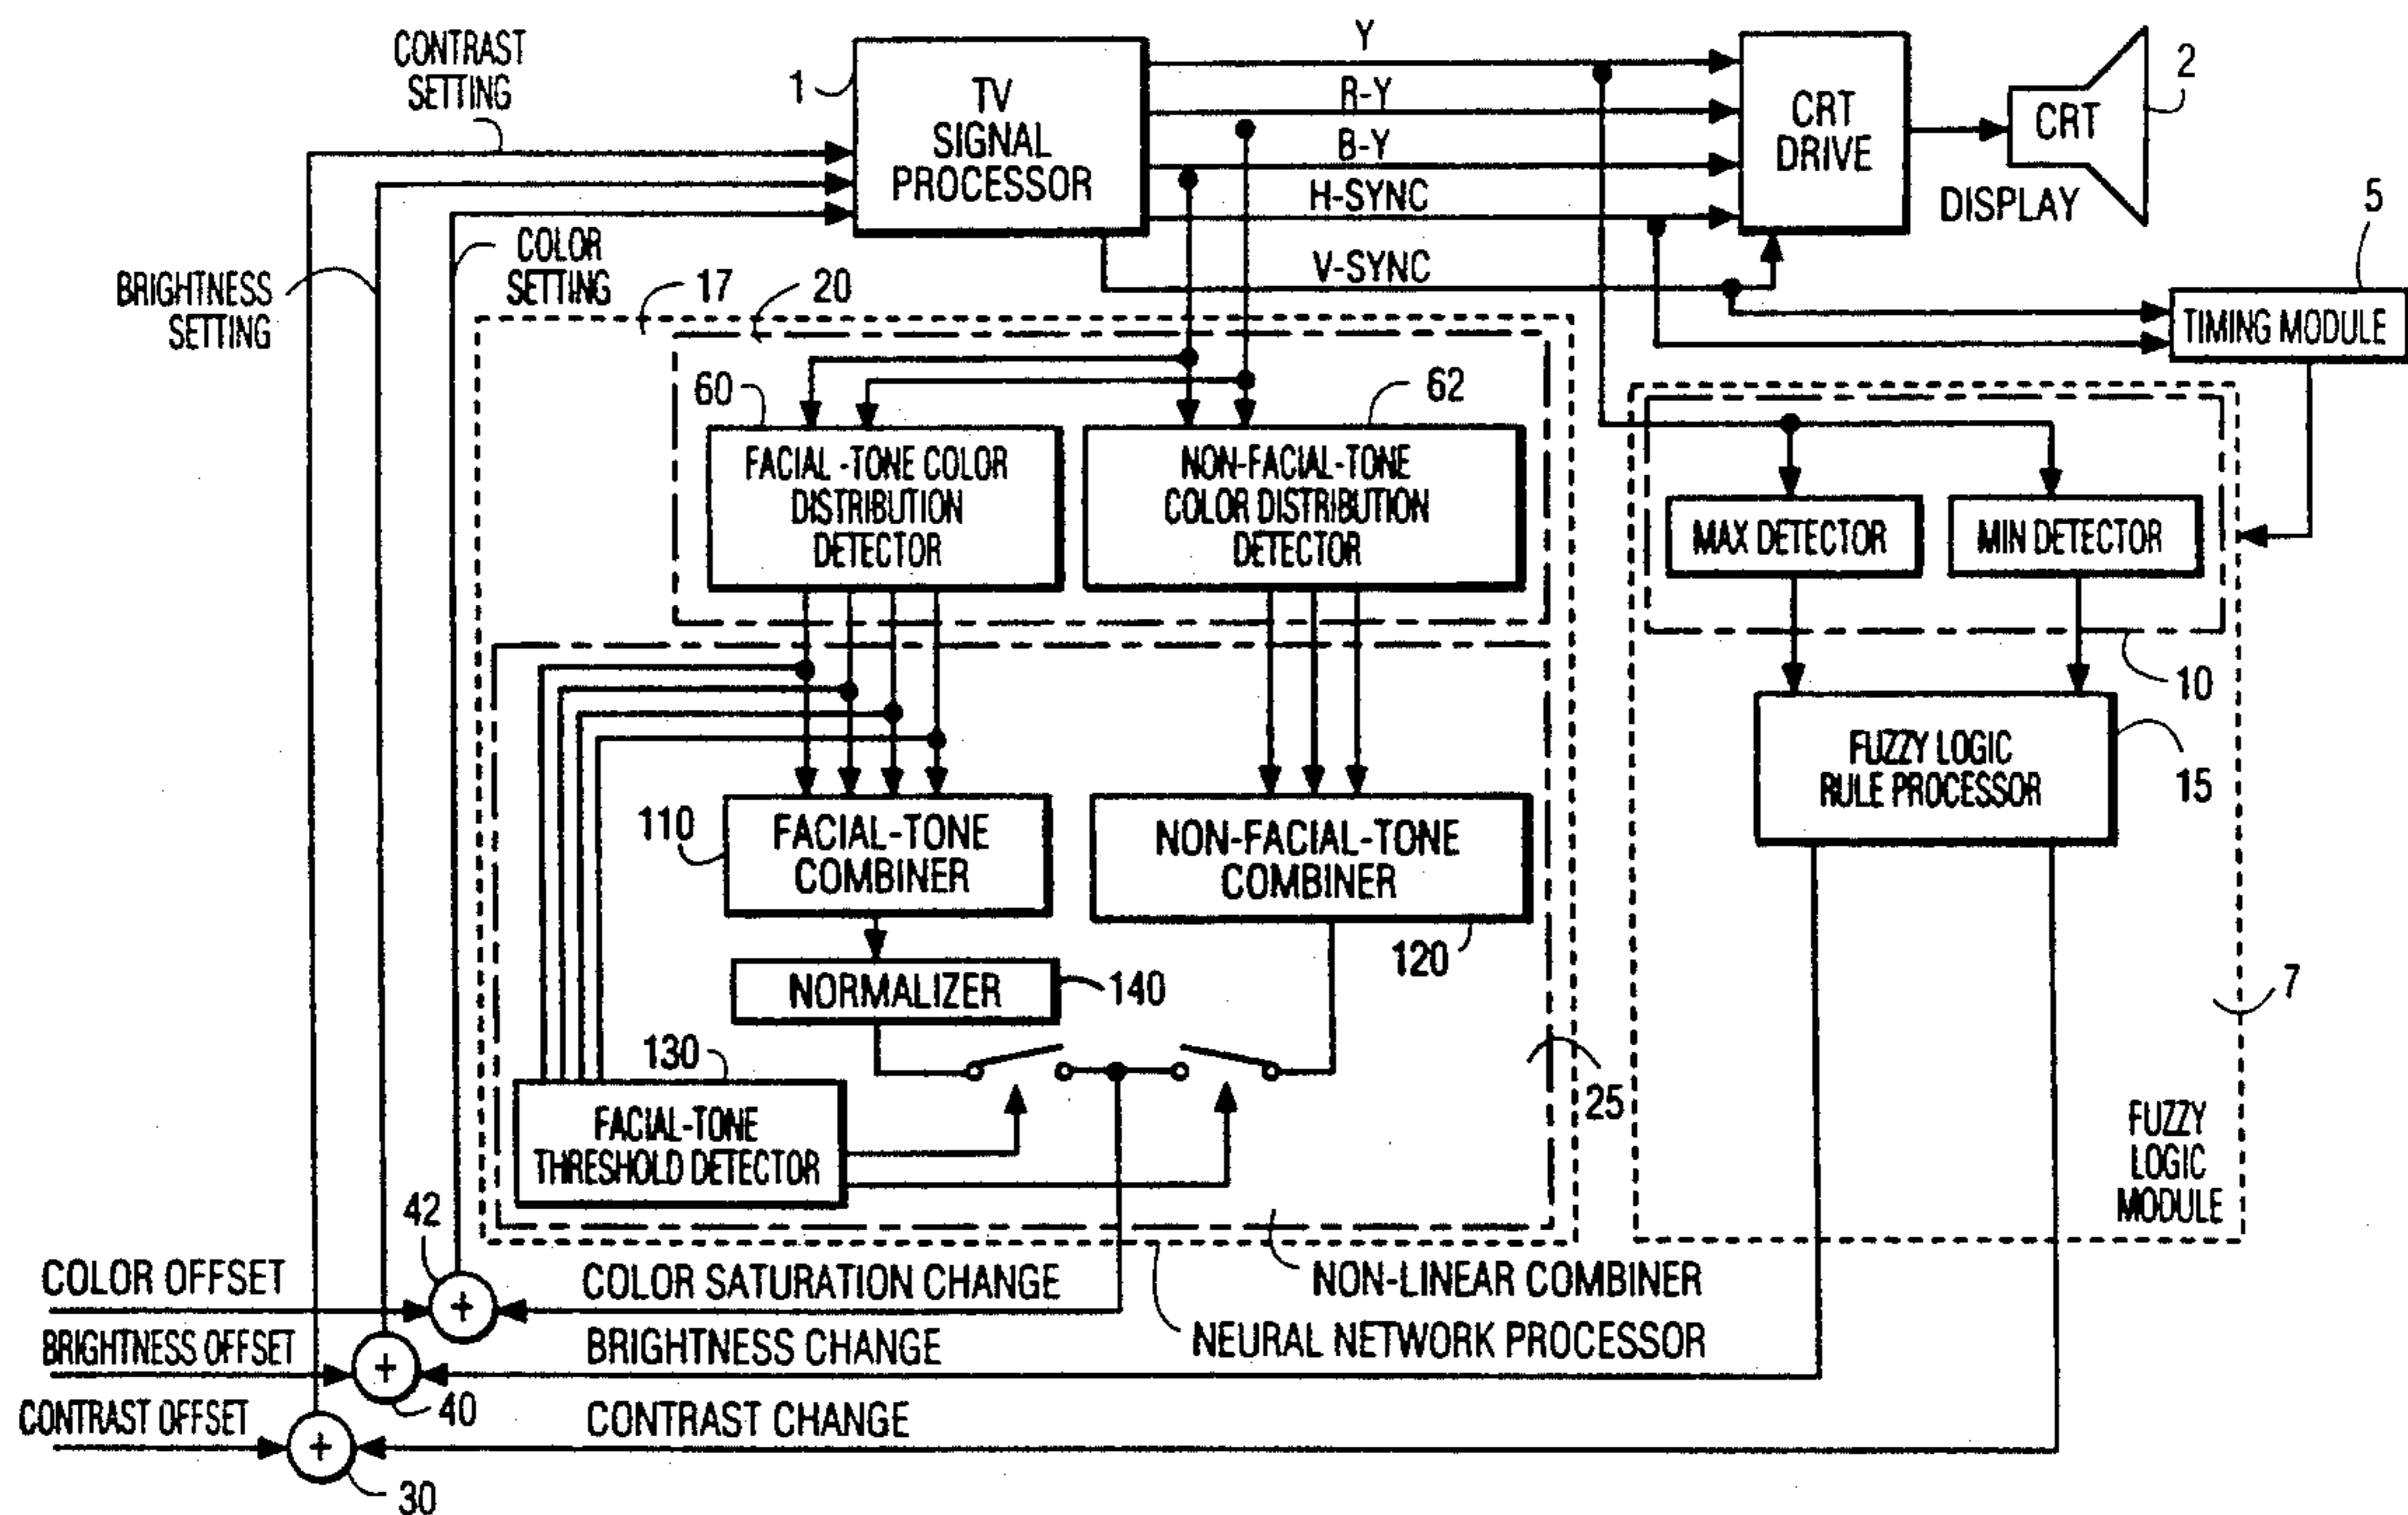 CONTRAST
SETTING
1
TV
SIGNAL
PROCESSOR
Y
R-Y
B-Y
H-SYNC
V-SYNC
CRT
DRIVE
CRT
2
DISPLAY
5
TIMING MODULE
BRIGHTNESS
SETTING
COLOR
SETTING
17
20
60
62
FACIAL -TONE COLOR
DISTRIBUTION
DETECTOR
NON-FACIAL-TONE
COLOR DISTRIBUTION
DETECTOR
MAX DETECTOR
MIN DETECTOR
10
FUZZY LOGIC
RULE PROCESSOR
15
110
FACIAL-TONE
COMBINER
NON-FACIAL-TONE
COMBINER
120
NORMALIZER
140
7
130
FACIAL-TONE
THRESHOLD DETECTOR
25
FUZZY
LOGIC
MODULE
42
+
COLOR OFFSET
COLOR SATURATION CHANGE
NON-LINEAR COMBINER
BRIGHTNESS OFFSET
+
40
BRIGHTNESS CHANGE
NEURAL NETWORK PROCESSOR
CONTRAST OFFSET
+
30
CONTRAST CHANGE